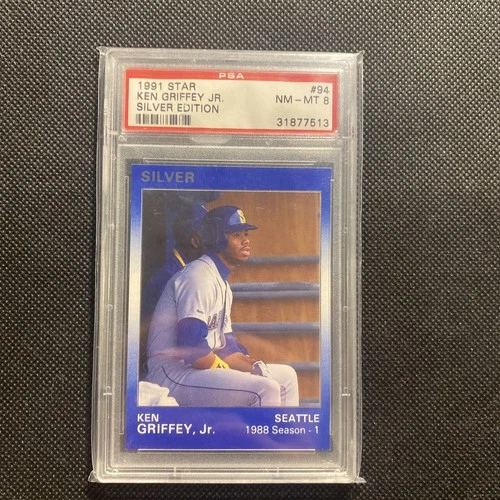 PSA
1991 STAR #94
KEN GRIFFEY JR. NM - MT 8
SILVER EDITION
31877513
SILVER
KEN SEATTLE
GRIFFEY, Jr. 1988 Season - 1